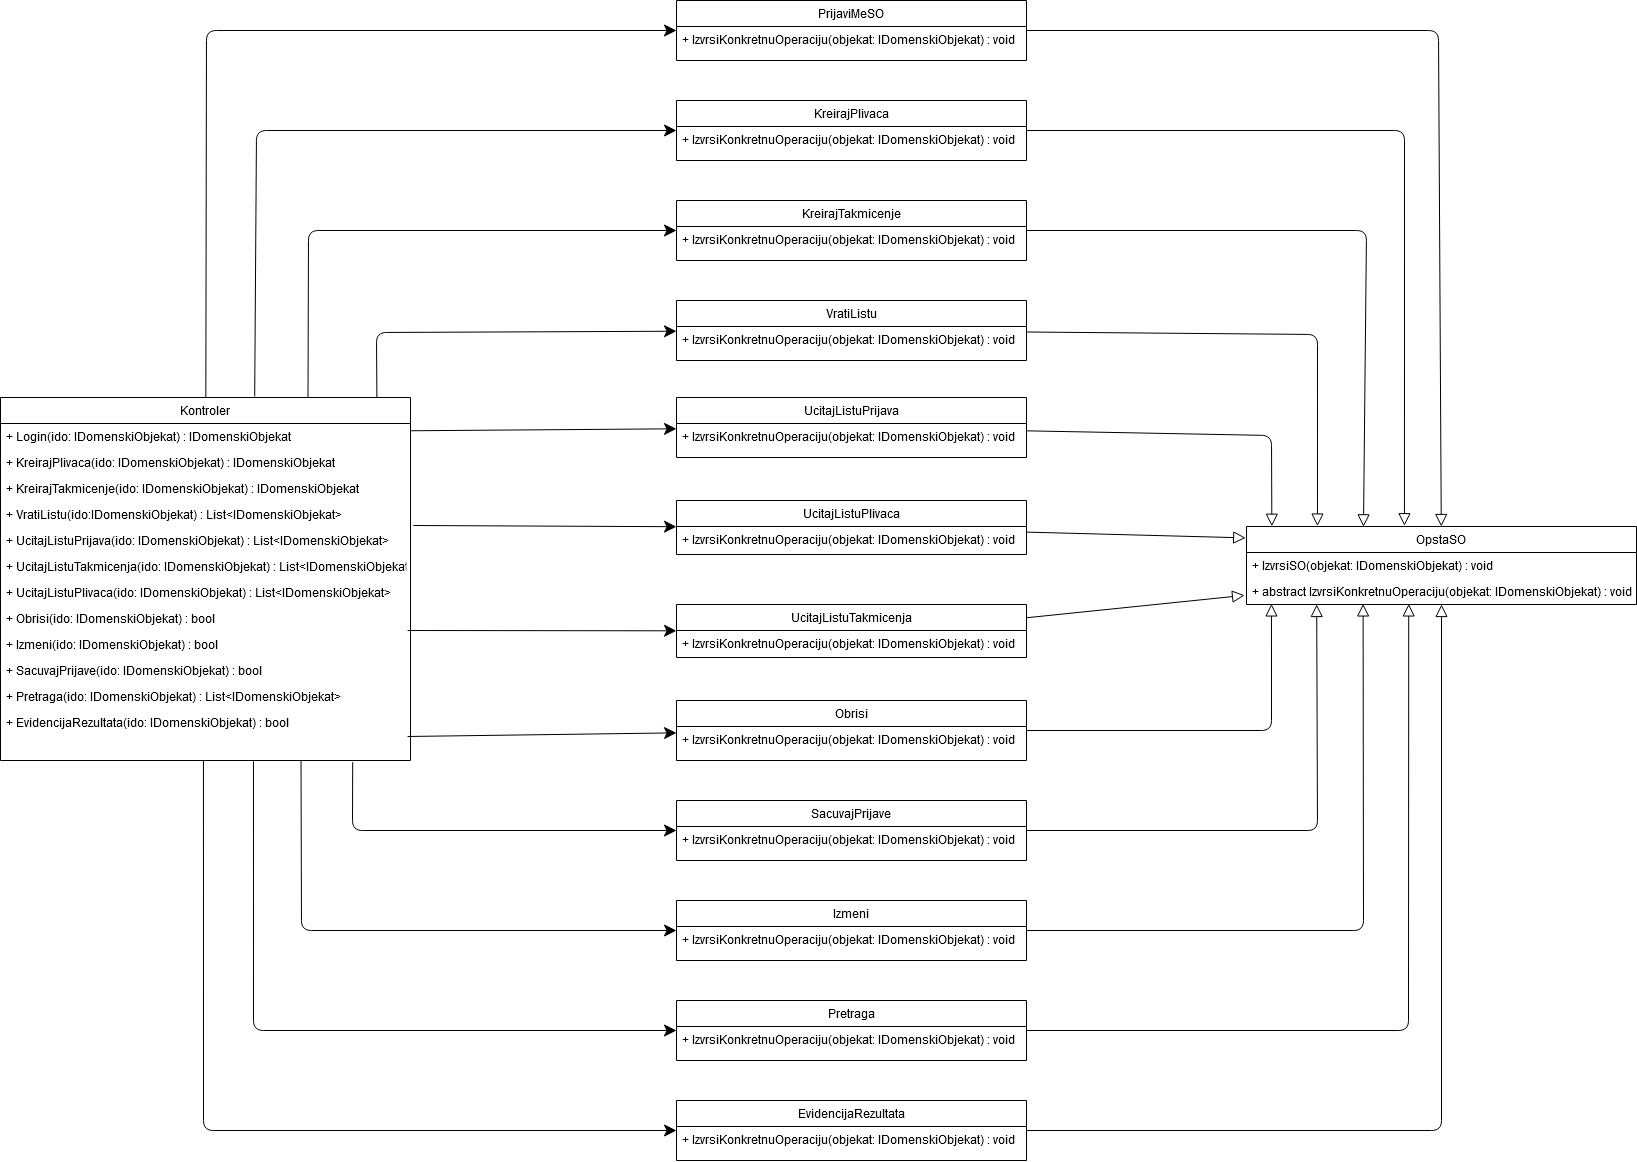 PrijaviMeSO
+ IzvrsiKonkretnuOperaciju(objekat: IDomenskiObjekat) : void
KreirajPlivaca
+ IzvrsiKonkretnuOperaciju(objekat: IDomenskiObjekat) : void
KreirajTakmicenje
+ IzvrsiKonkretnuOperaciju(objekat: IDomenskiObjekat) : void
VratiListu
+ IzvrsiKonkretnuOperaciju(objekat: IDomenskiObjekat) : void
Kontroler
+ Login(ido: IDomenskiObjekat) : IDomenskiObjekat
+ KreirajPlivaca(ido: IDomenskiObjekat) : IDomenskiObjekat
+ KreirajTakmicenje(ido: IDomenskiObjekat) : IDomenskiObjekat
+ VratiListu(ido:IDomenskiObjekat) : List<IDomenskiObjekat>
+ UcitajListuPrijava(ido: IDomenskiObjekat) : List<IDomenskiObjekat>
+ UcitajListuTakmicenja(ido: IDomenskiObjekat) : List<IDomenskiObjekat
+ UcitajListuPlivaca(ido: IDomenskiObjekat) : List<IDomenskiObjekat>
+ Obrisi(ido: IDomenskiObjekat) : bool
+ Izmeni(ido: IDomenskiObjekat) : bool
+ SacuvajPrijave(ido: IDomenskiObjekat) : bool
+ Pretraga(ido: IDomenskiObjekat) : List<IDomenskiObjekat>
+ EvidencijaRezultata(ido: IDomenskiObjekat) : bool
UcitajListuPrijava
+ IzvrsiKonkretnuOperaciju(objekat: IDomenskiObjekat) : void
UcitajListuPlivaca
+ IzvrsiKonkretnuOperaciju(objekat: IDomenskiObjekat) : void
OpstaSO
+ IzvrsiSO(objekat: IDomenskiObjekat) : void
+ abstract IzvrsiKonkretnuOperaciju(objekat: IDomenskiObjekat) : void
UcitajListuTakmicenja
+ IzvrsiKonkretnuOperaciju(objekat: IDomenskiObjekat) : void
Obrisi
+ IzvrsiKonkretnuOperaciju(objekat: IDomenskiObjekat) : void
SacuvajPrijave
+ IzvrsiKonkretnuOperaciju(objekat: IDomenskiObjekat) : void
Izmeni
+ IzvrsiKonkretnuOperaciju(objekat: IDomenskiObjekat) : void
Pretraga
+ IzvrsiKonkretnuOperaciju(objekat: IDomenskiObjekat) : void
EvidencijaRezultata
+ IzvrsiKonkretnuOperaciju(objekat: IDomenskiObjekat) : void